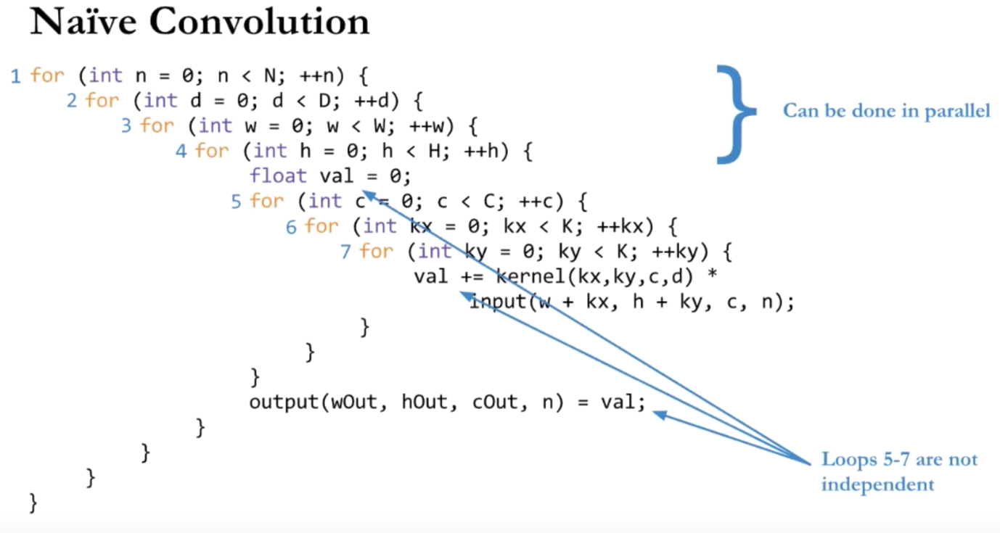 Naïve Convolution
1 for (int n = 0; n < N; ++n) {
2 for (int d = 0; d < D; ++d) {
3 for (int w = 0; w < W; ++w) {
4 for (int h = 0; h < H; ++h) {
float val = 0;
5 for (int c = 0; c < C; ++c) {
6 for (int kx = 0; kx < K; ++kx) {
7 for (int ky = 0; ky < K; ++ky) {
val += kernel(kx,ky,c,d) *
input(w + kx, h + ky, c, n);
}
}
}
output(wOut, hOut, cOut, n) = val;
}
}
}
}
Can be done in parallel
Loops 5-7 are not
independent